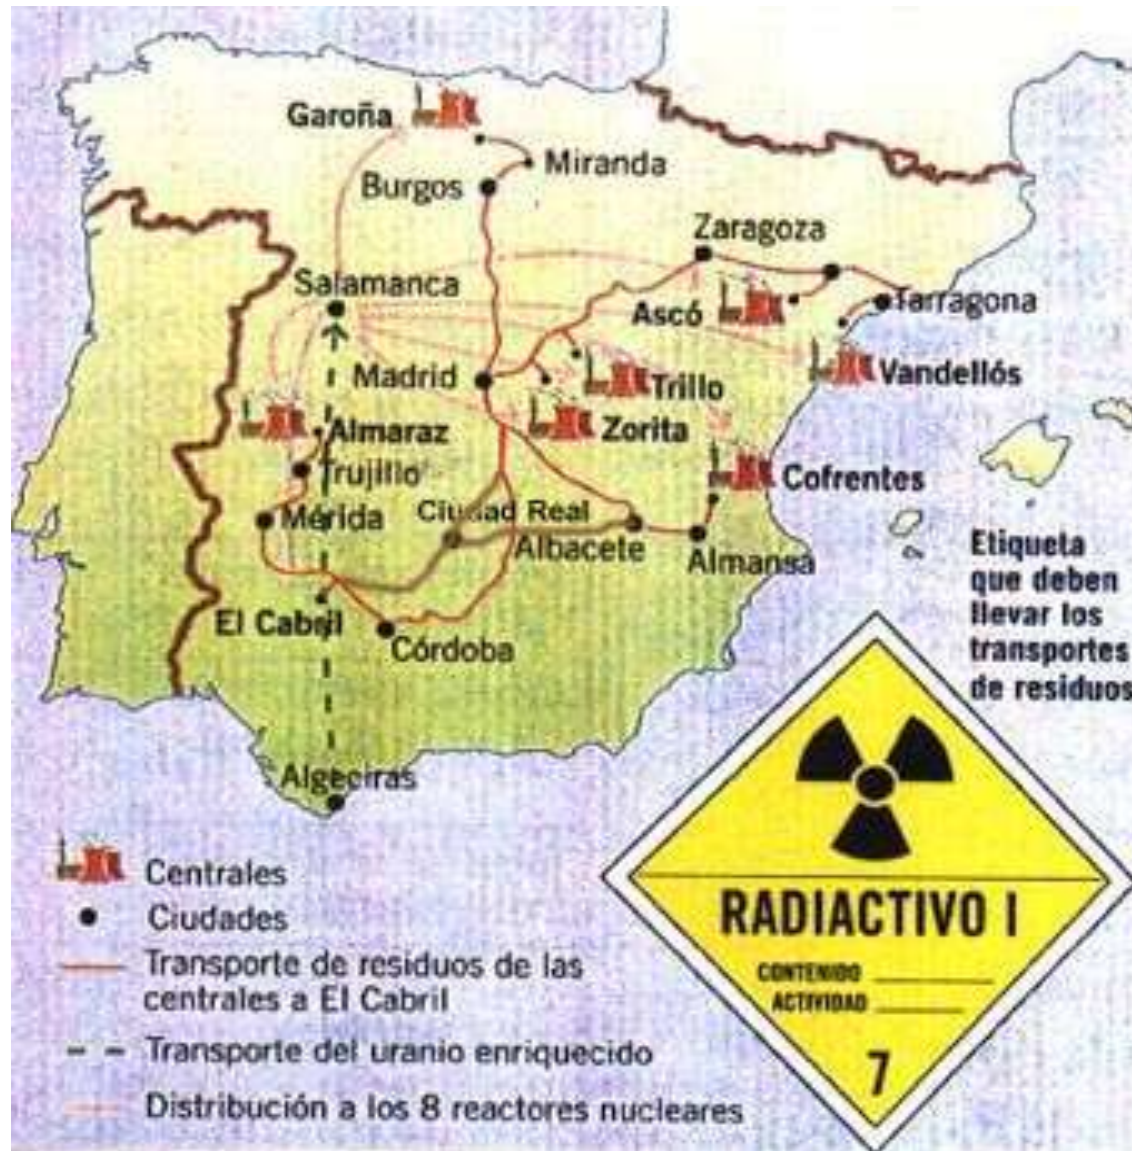 Garoña
Miranda
Burgos
Zaragoza
Salamanca
Ascó
Tarragona
Madrid
Trillo
Vandellós
Almaraz
Zorita
Trujillo
Cofrentes
Mérida
Ciudad Real
Albacete
Almansa
El Cabril
Córdoba
Algeciras
Etiqueta
que deben
llevar los
transportes
de residuos
RADIACTIVO I
CONTENIDO
ACTIVIDAD
7
Centrales
Ciudades
Transporte de residuos de las
centrales a El Cabril
Transporte del uranio enriquecido
Distribución a los 8 reactores nucleares